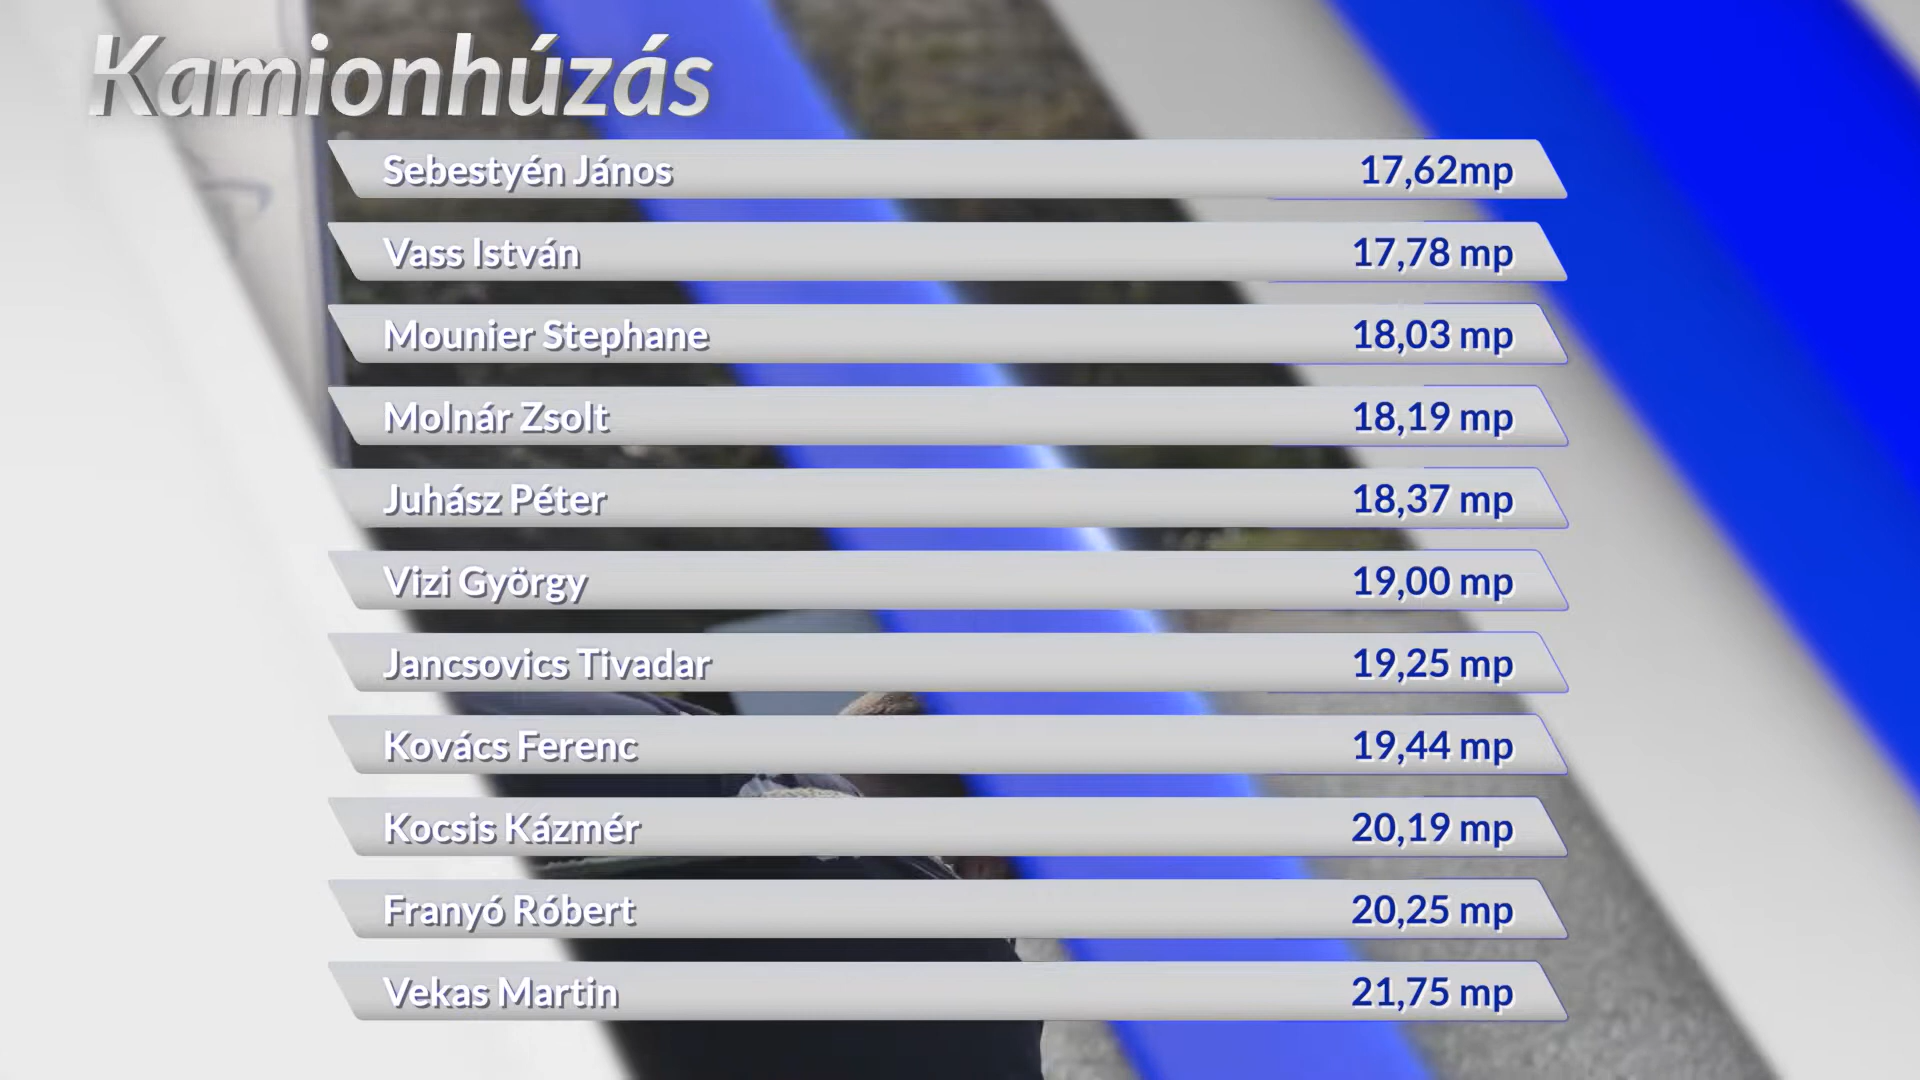 Kamionhúzás
Sebestyén János 17,62mp
Vass István 17,78 mp
Mounier Stephane 18,03 mp
Molnár Zsolt 18,19 mp
Juhász Péter 18,37 mp
Vizi György 19,00 mp
Jancsovics Tivadar 19,25 mp
Kovács Ferenc 19,44 mp
Kocsis Kázmér 20,19 mp
Franyó Róbert 20,25 mp
Vekas Martin 21,75 mp